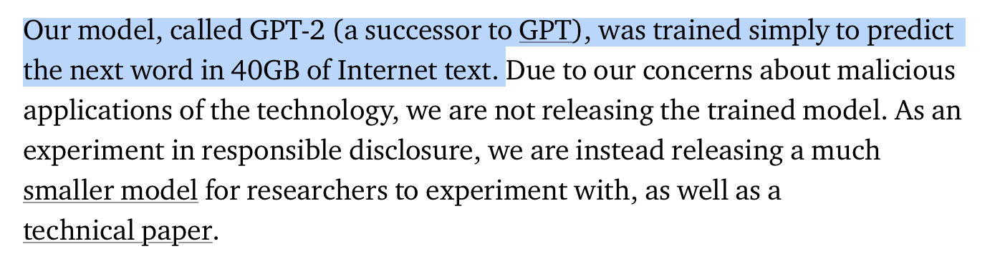 Our model, called GPT-2 (a successor to GPT), was trained simply to predict
the next word in 40GB of Internet text. Due to our concerns about malicious
applications of the technology, we are not releasing the trained model. As an
experiment in responsible disclosure, we are instead releasing a much
smaller model for researchers to experiment with, as well as a
technical paper.